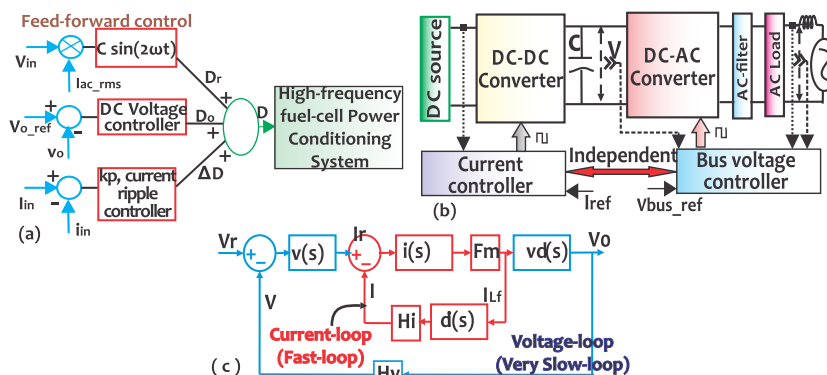 Feed-forward control
C sin(2ωt)
Vin
Iac_rms
Dr
+
DC Voltage
controller
+
-
Vo_ref
vo
Do
+
D
High-frequency
fuel-cell Power
Conditioning
System
+
ΔD
kp, current
ripple
controller
+
-
Iin
iin
(a)
DC source
DC-DC
Converter
C
V
DC-AC
Converter
AC-filter
AC Load
Current
controller
Independent
Bus voltage
controller
Iref
Vbus_ref
(b)
Vr
+
-
v(s)
Ir
+
-
i(s)
Fm
vd(s)
Vo
V
I
ILf
Hi
d(s)
Current-loop
(Fast-loop)
Voltage-loop
(Very Slow-loop)
Hv
( c )